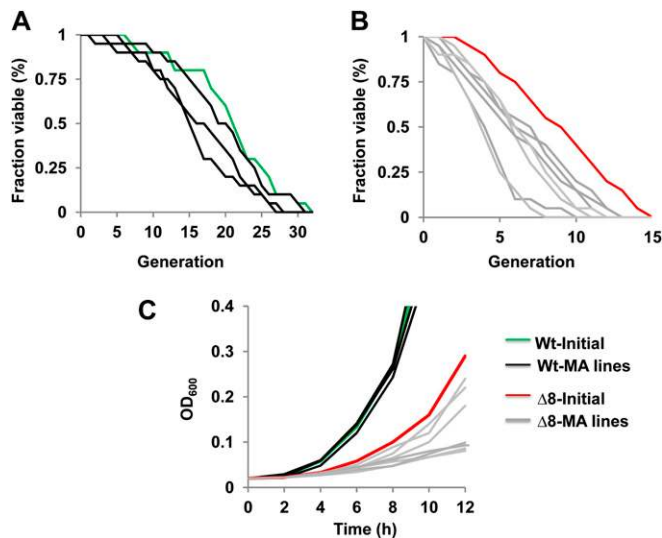 A
Fraction viable (%)
1
0.75
0.5
0.25
0
0 5 10 15 20 25 30
Generation
B
Fraction viable (%)
1
0.75
0.5
0.25
0
0 5 10 15
Generation
C
OD600
0.4
0.3
0.2
0.1
0
0 2 4 6 8 10 12
Time (h)
Wt-Initial
Wt-MA lines
Δ8-Initial
Δ8-MA lines